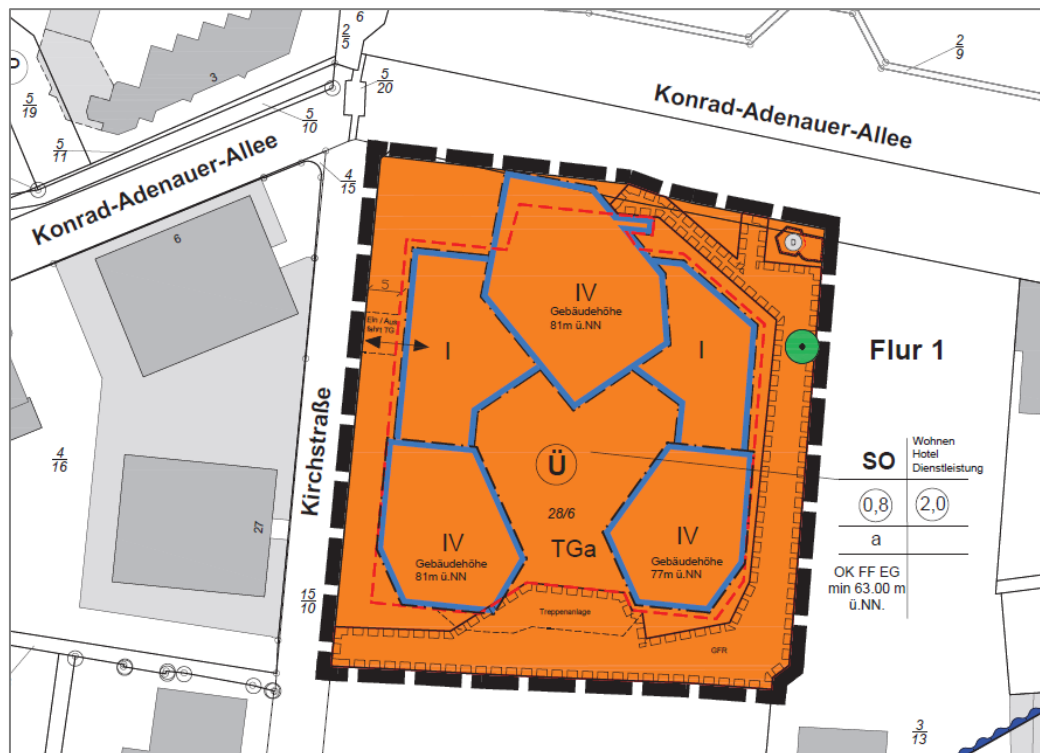 6
2
5
3
P
5
19
5
20
5
10
5
11
2
9
Konrad-Adenauer-Allee
Konrad-Adenauer-Allee
4
15
6
5
Ein / Aus
fahrt TG
IV
Gebäudehöhe
81m ü.NN
I
I
Flur 1
Kirchstraße
4
16
27
Ü
28/6
TGa
IV
Gebäudehöhe
81m ü.NN
IV
Gebäudehöhe
77m ü.NN
SO
Wohnen
Hotel
Dienstleistung
0,8
2,0
a
OK FF EG
min 63.00 m
ü.NN.
15
10
Treppenanlage
GFR
3
13